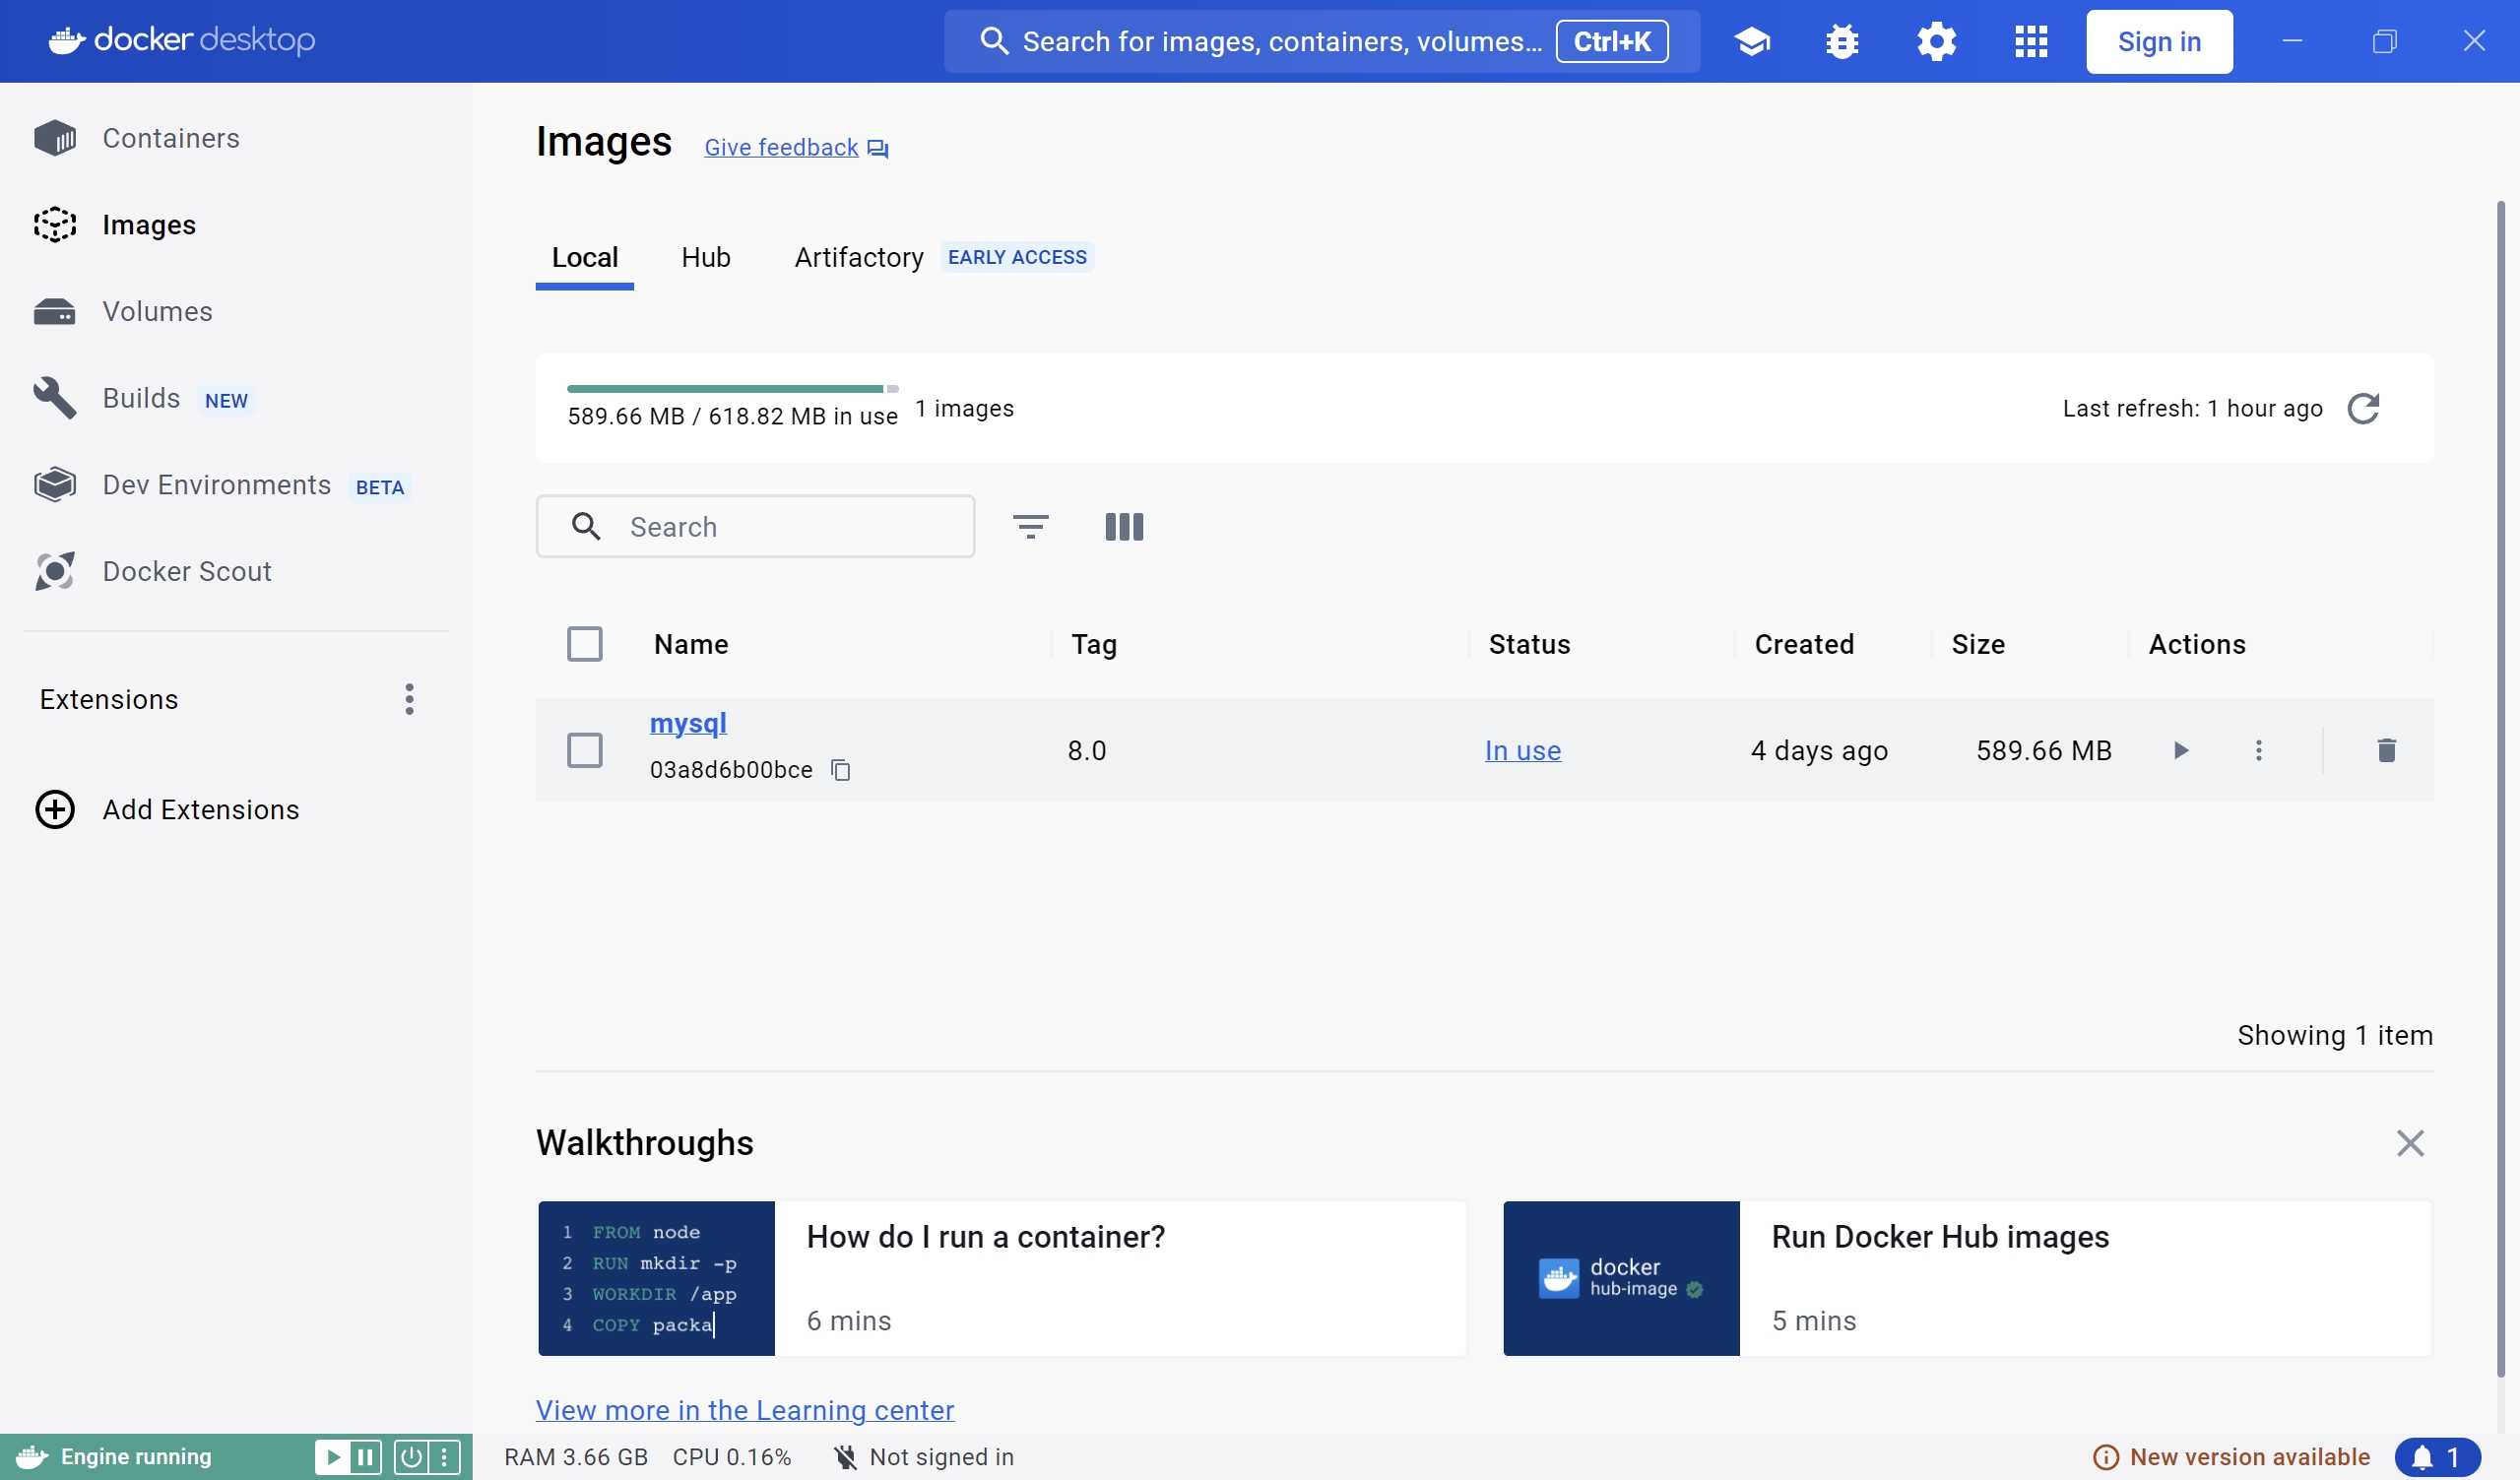 docker desktop
Search for images, containers, volumes... Ctrl+K
Sign in
Containers
Images
Volumes
Builds NEW
Dev Environments BETA
Docker Scout
Extensions
Add Extensions
Images Give feedback
Local Hub Artifactory EARLY ACCESS
589.66 MB / 618.82 MB in use 1 images
Last refresh: 1 hour ago
Search
Name Tag Status Created Size Actions
mysql
03a8d6b00bce
8.0 In use 4 days ago 589.66 MB
Showing 1 item
Walkthroughs
1 FROM node
2 RUN mkdir -p
3 WORKDIR /app
4 COPY packa
How do I run a container?
6 mins
docker
hub-image
Run Docker Hub images
5 mins
View more in the Learning center
Engine running
RAM 3.66 GB CPU 0.16% Not signed in
New version available 1